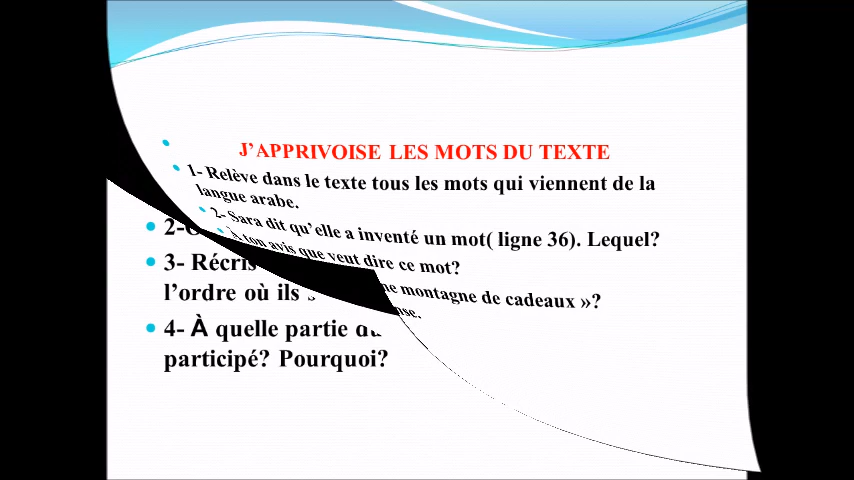 J’APPRIVOISE LES MOTS DU TEXTE
1- Relève dans le texte tous les mots qui viennent de la
langue arabe.
2- Sara dit qu’elle a inventé un mot( ligne 36). Lequel?
À ton avis que veut dire ce mot?
montagne de cadeaux »?
2-
3- Récris
l’ordre où ils
4- À quelle partie
participé? Pourquoi?